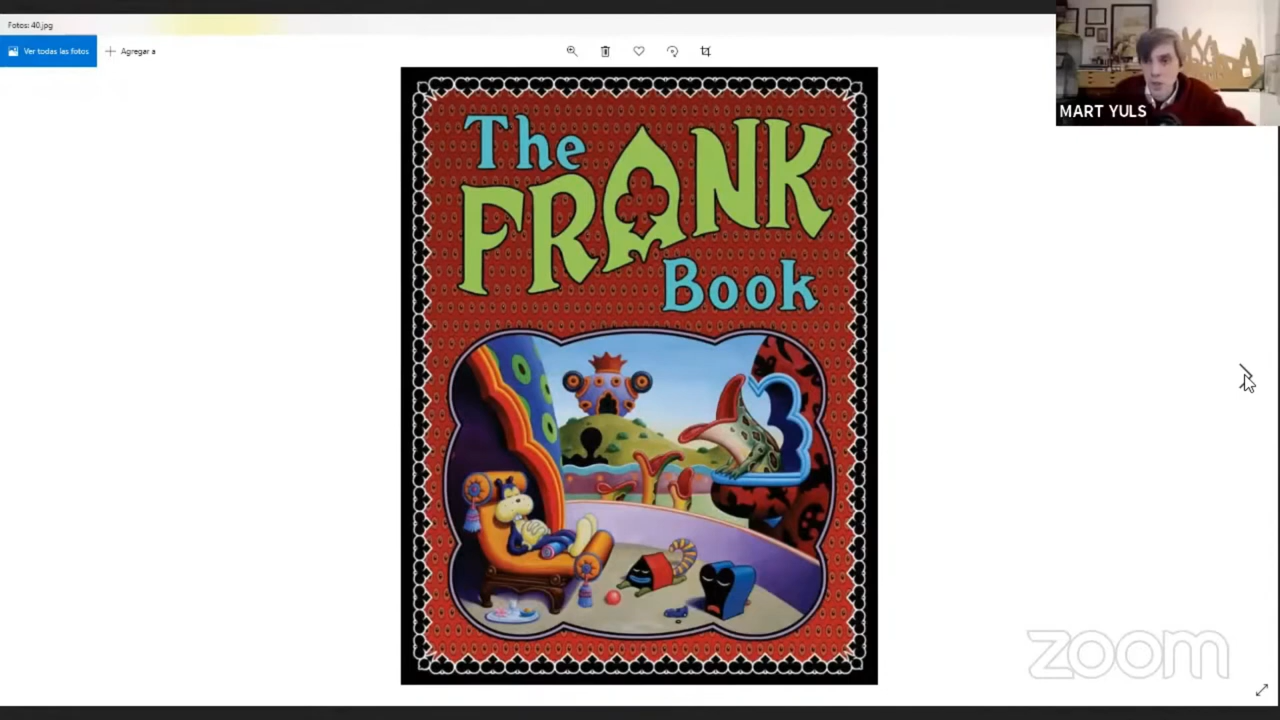 Fotos: 40.jpg
Ver todas las fotos
Agregar a
MART YULS
The
FRANK
Book
zoom